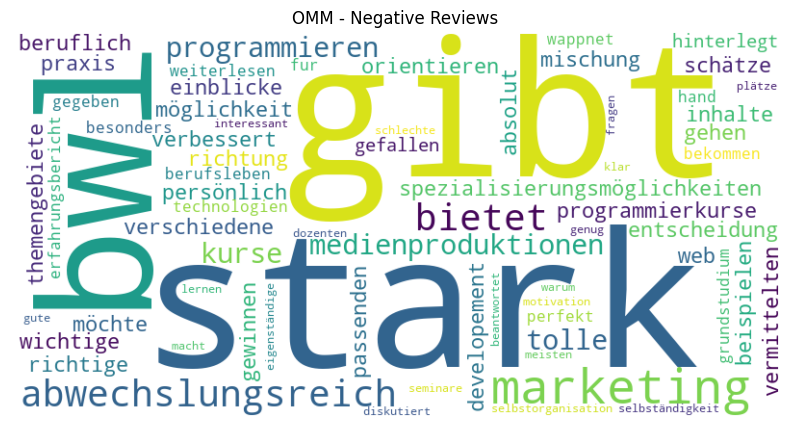 OMM - Negative Reviews
beruflich
praxis
programmieren
weiterlesen
fur
orientieren
wappnet
mischung
hinterlegt
schätze
plätze
einblicke
gegeben
möglichkeit
besonders
interessant
verbessert
schlechte
gefallen
absolut
fragen
hand
inhalte
gehen
bekommen
bwl
gibt
richtung
berufsleben
persönlich
technologien
verschiedene
themengebiete
erfahrungsbericht
klar
spezialisierungsmöglichkeiten
bietet
programmierkurse
genug
entscheidung
dozenten
medienproduktionen
kurse
web
stark
lernen
gute
möchte
wichtige
macht
richtige
gewinnen
eigenständige
passenden
developement
beantwortet
warum
motivation
perfekt
meisten
tolle
grundstudium
beispielen
vermittelten
abwechslungsreich
seminare
diskutiert
marketing
selbstorganisation
selbständigkeit